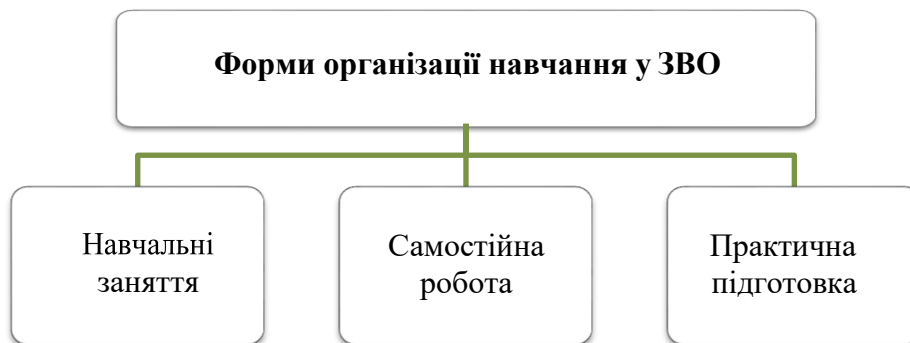 Форми організації навчання у ЗВО
Навчальні
заняття
Самостійна
робота
Практична
підготовка